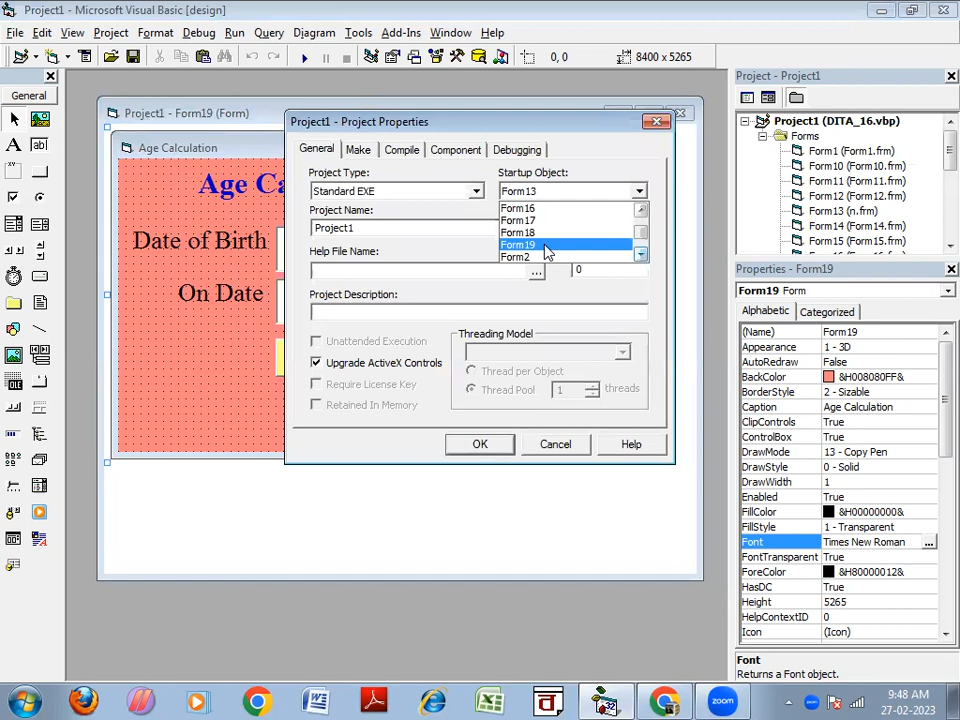 Project1 - Microsoft Visual Basic [design]
File Edit View Project Format Debug Run Query Diagram Tools Add-Ins Window Help
0, 0
8400 x 5265
General
Project1 - Form19 (Form)
Age Calculation
Age Ca
Date of Birth
On Date
Project1 - Project Properties
General Make Compile Component Debugging
Project Type: Startup Object:
Standard EXE Form13
Form16
Form17
Form18
Form19
Form2
Project Name:
Project1
Help File Name:
...
0
Project Description:
Unattended Execution
Upgrade ActiveX Controls
Require License Key
Retained In Memory
Threading Model
Thread per Object
Thread Pool 1 threads
OK Cancel Help
Project - Project1
Project1 (DITA_16.vbp)
Forms
Form1 (Form1.frm)
Form10 (Form10.frm)
Form11 (Form11.frm)
Form12 (Form12.frm)
Form13 (n.frm)
Form14 (Form14.frm)
Form15 (Form15.frm)
Properties - Form19
Form19 Form
Alphabetic Categorized
(Name) Form19
Appearance 1 - 3D
AutoRedraw False
BackColor &H008080FF&
BorderStyle 2 - Sizable
Caption Age Calculation
ClipControls True
ControlBox True
DrawMode 13 - Copy Pen
DrawStyle 0 - Solid
DrawWidth 1
Enabled True
FillColor &H00000000&
FillStyle 1 - Transparent
Font Times New Roman ...
FontTransparent True
ForeColor &H80000012&
HasDC True
Height 5265
HelpContextID 0
Icon (Icon)
Font
Returns a Font object.
32
zoom
9:48 AM
27-02-2023